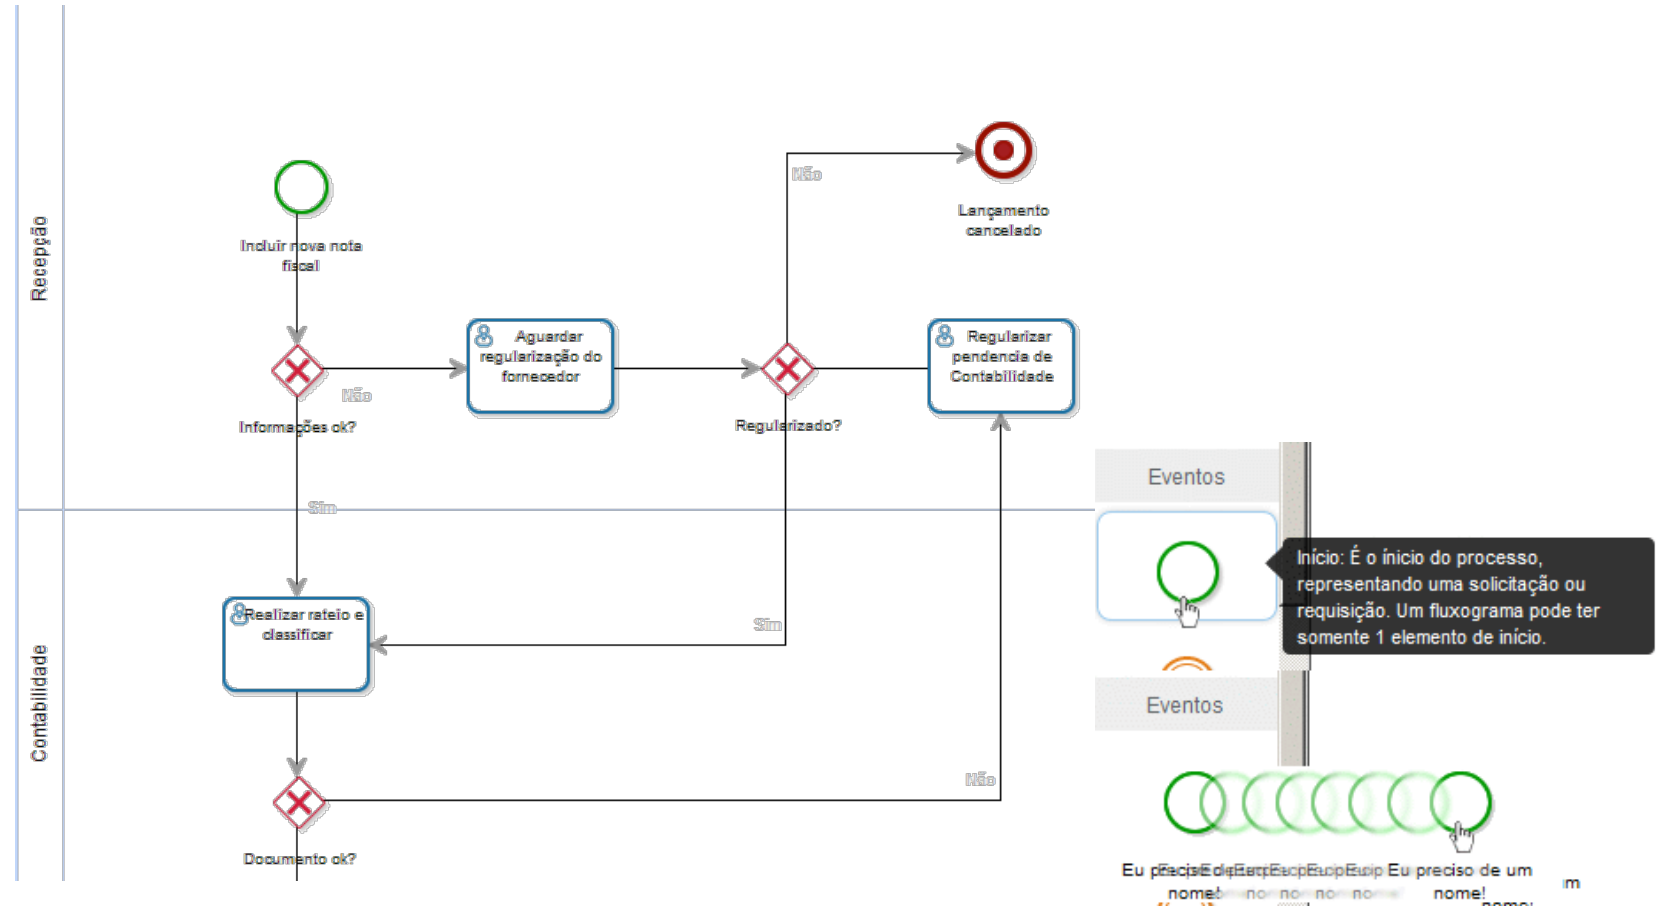 Recepção
Incluir nova nota
fiscal
Não
Lançamento
cancelado
Aguardar
regularização do
fornecedor
Regularizar
pendencia de
Contabilidade
Não
Informações ok?
Regularizado?
Sim
Eventos
Início: É o ínicio do processo,
representando uma solicitação ou
requisição. Um fluxograma pode ter
somente 1 elemento de início.
Contabilidade
Realizar rateio e
classificar
Sim
Eventos
Não
Documento ok?
Eu preciso de um
nome!